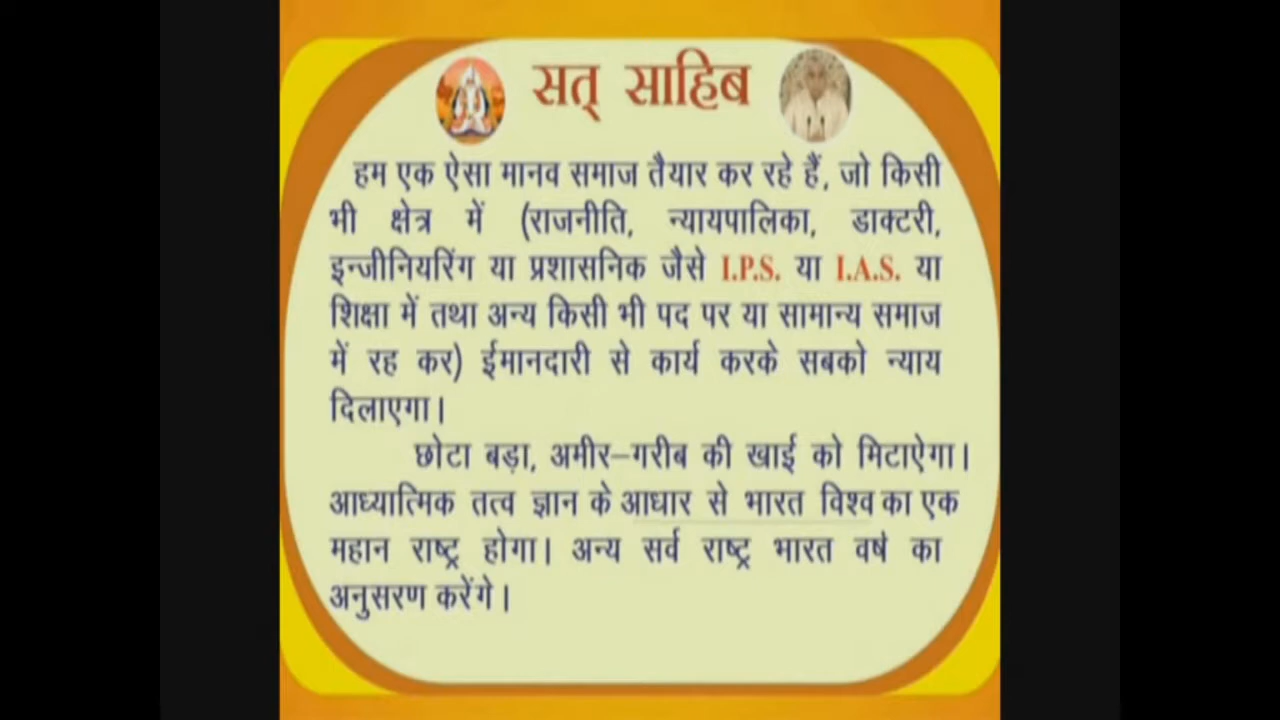 सत् साहिब
हम एक ऐसा मानव समाज तैयार कर रहे हैं, जो किसी
भी क्षेत्र में (राजनीति, न्यायपालिका, डाक्टरी,
इन्जीनियरिंग या प्रशासनिक जैसे I.P.S. या I.A.S. या
शिक्षा में तथा अन्य किसी भी पद पर या सामान्य समाज
में रह कर) ईमानदारी से कार्य करके सबको न्याय
दिलाएगा।
छोटा बड़ा, अमीर–गरीब की खाई को मिटाऐगा।
आध्यात्मिक तत्व ज्ञान के आधार से भारत विश्व का एक
महान राष्ट्र होगा। अन्य सर्व राष्ट्र भारत वर्ष का
अनुसरण करेंगे।